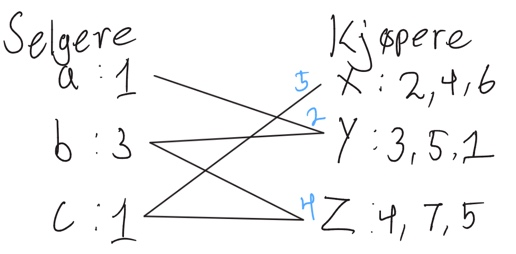 Selgere Kjøpere
a : 1 5 X : 2, 4, 6
2
b : 3 Y : 3, 5, 1
c : 1 4 Z : 4, 7, 5